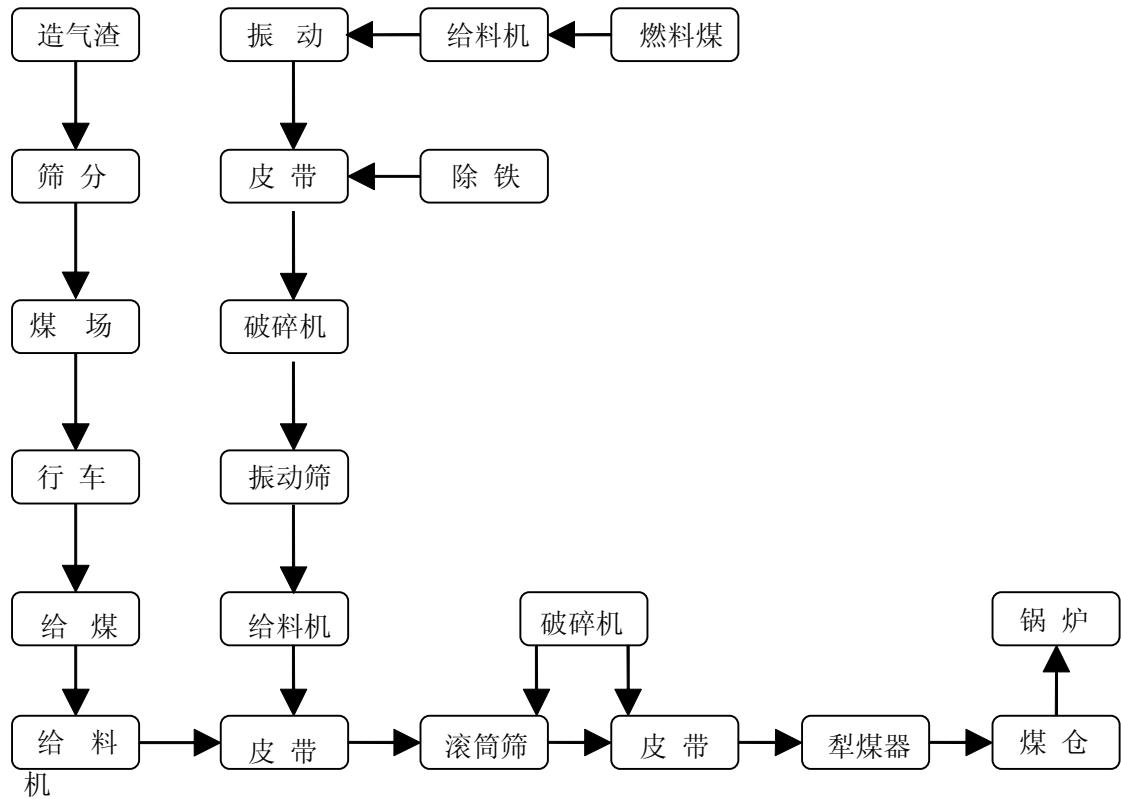 造气渣
振 动
给料机
燃料煤
筛 分
皮 带
除 铁
煤 场
破碎机
行 车
振动筛
给 煤
给料机
破碎机
锅 炉
给 料
机
皮 带
滚筒筛
皮 带
犁煤器
煤 仓